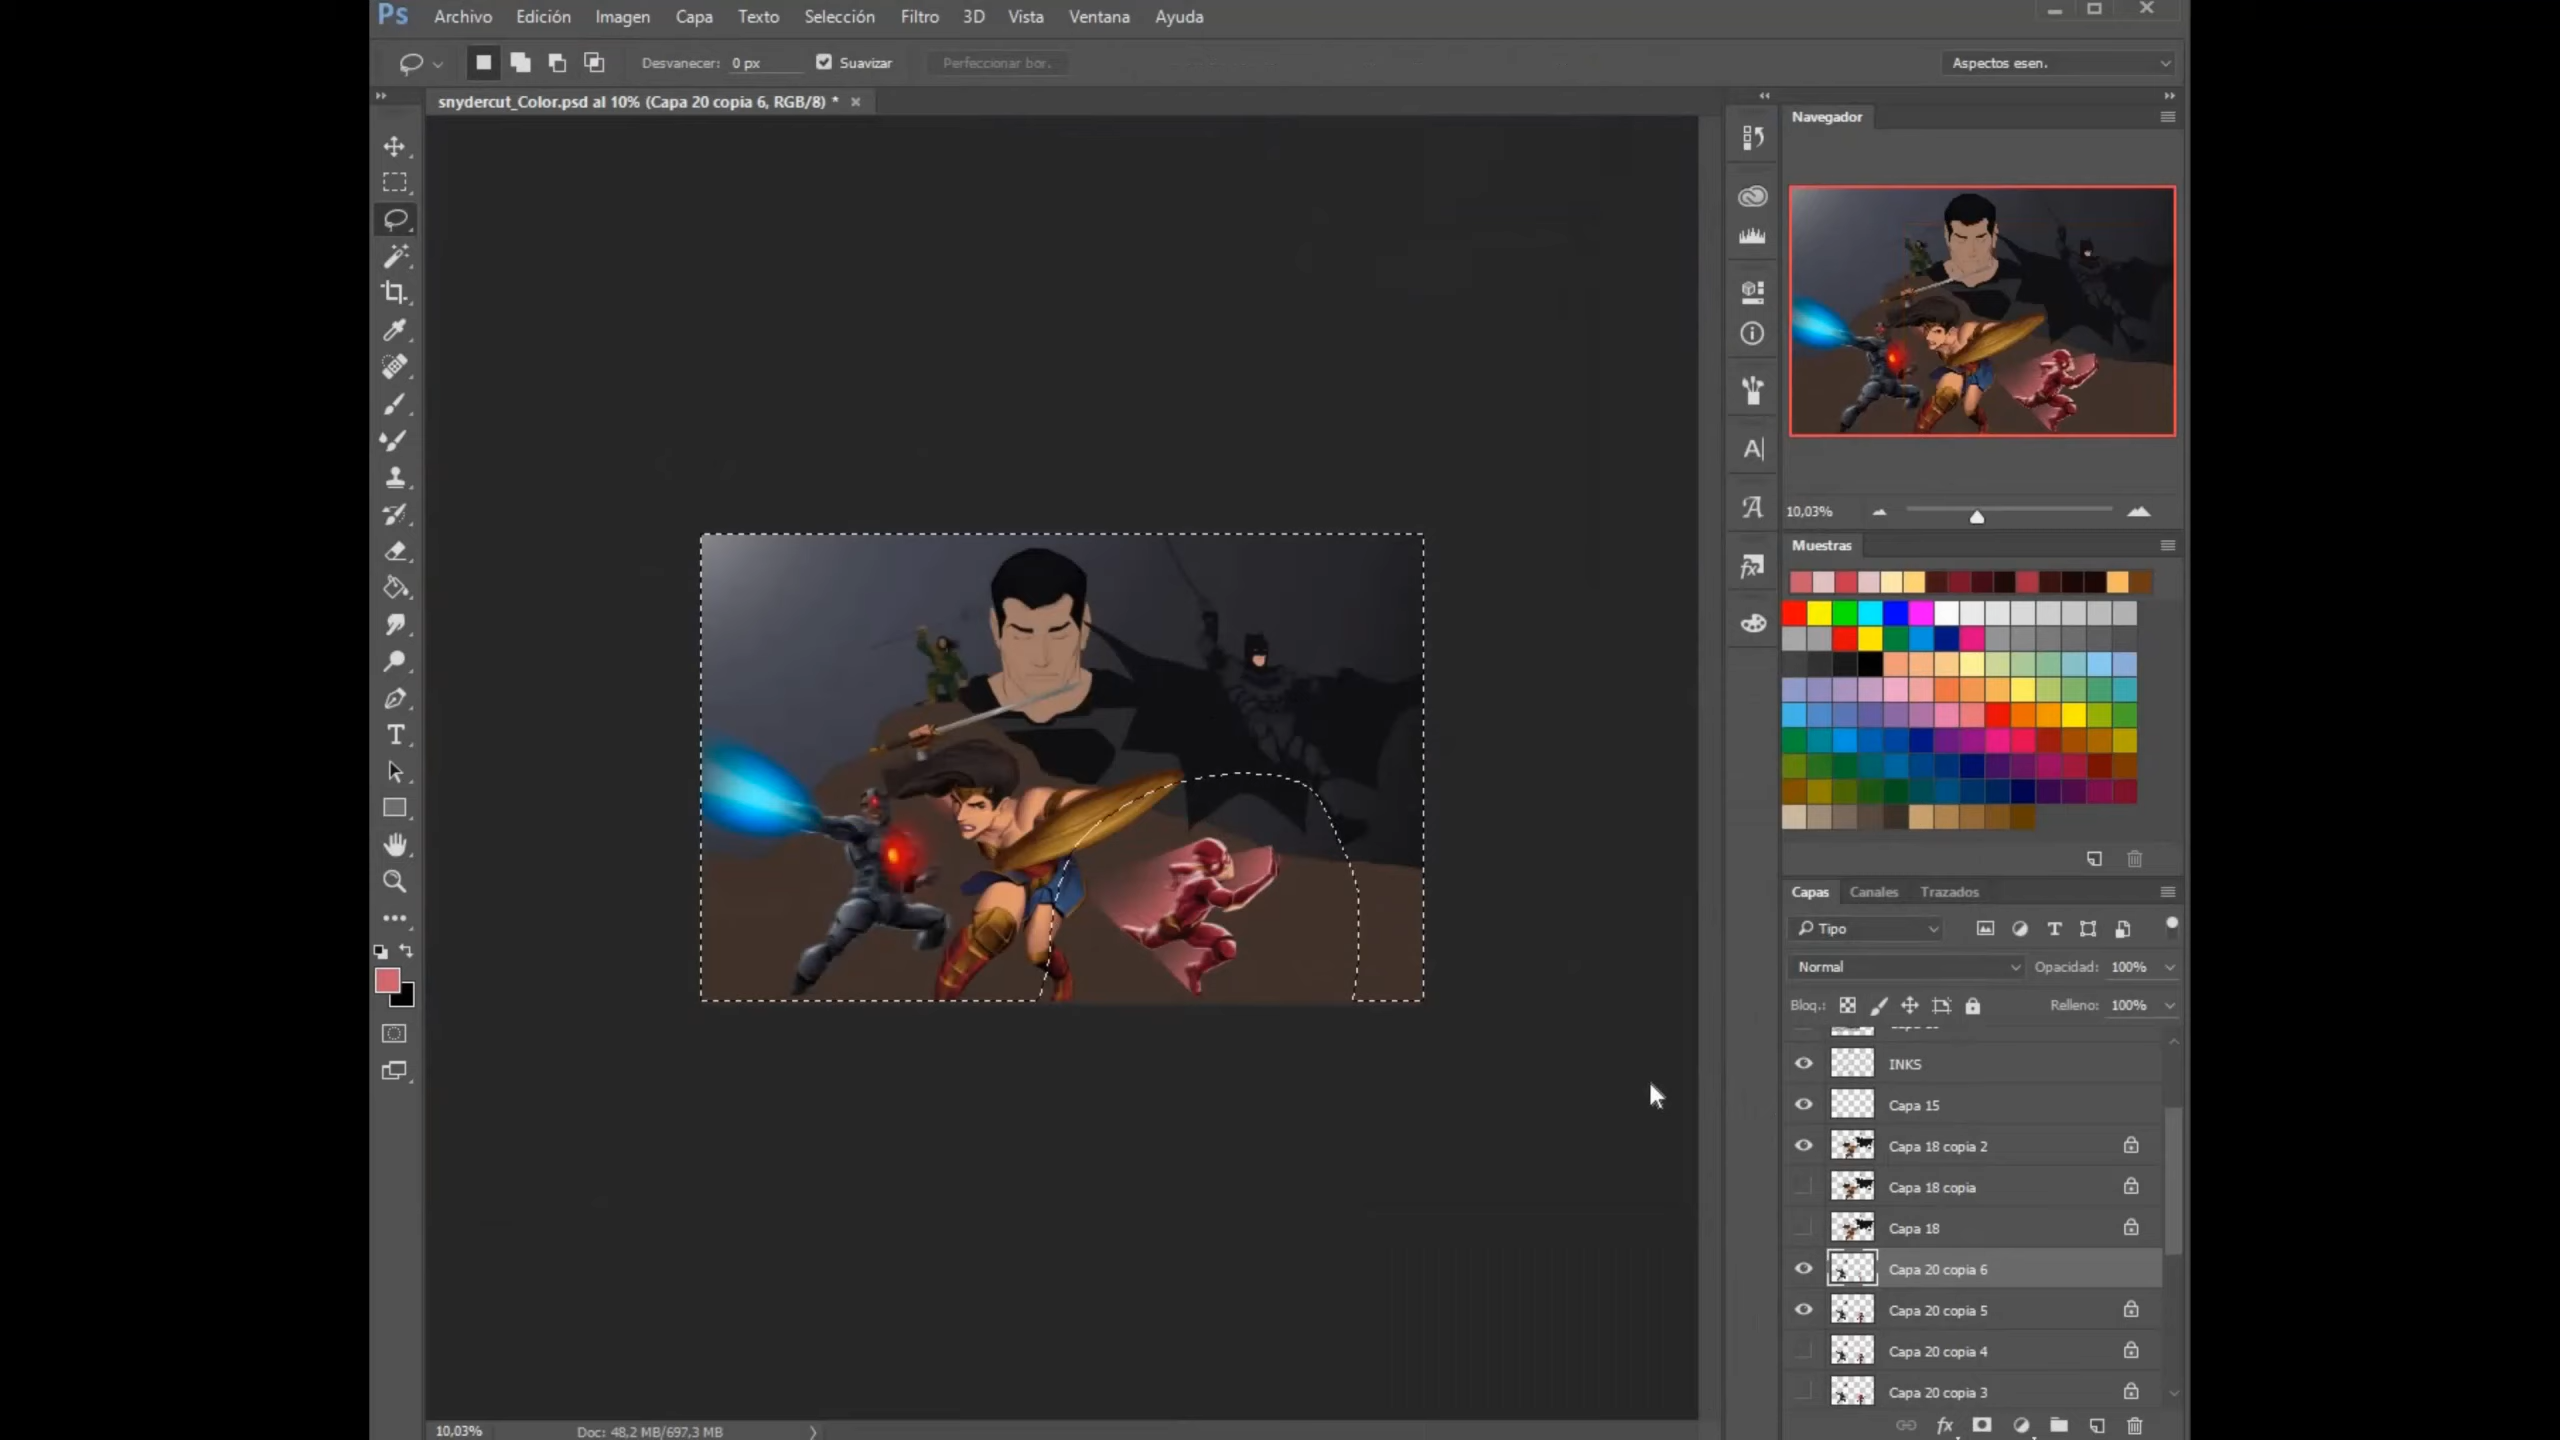 Ps Archivo Edición Imagen Capa Texto Selección Filtro 3D Vista Ventana Ayuda
Desvanecer: 0 px Suavizar Perfeccionar bor. Aspectos esen.
snydercut_Color.psd al 10% (Capa 20 copia 6, RGB/8) *
Navegador
10,03%
Muestras
Capas Canales Trazados
Tipo
Normal Opacidad: 100%
Bloq.: Relleno: 100%
INKS
Capa 15
Capa 18 copia 2
Capa 18 copia
Capa 18
Capa 20 copia 6
Capa 20 copia 5
Capa 20 copia 4
Capa 20 copia 3
10,03% Doc: 48,2 MB/697,3 MB